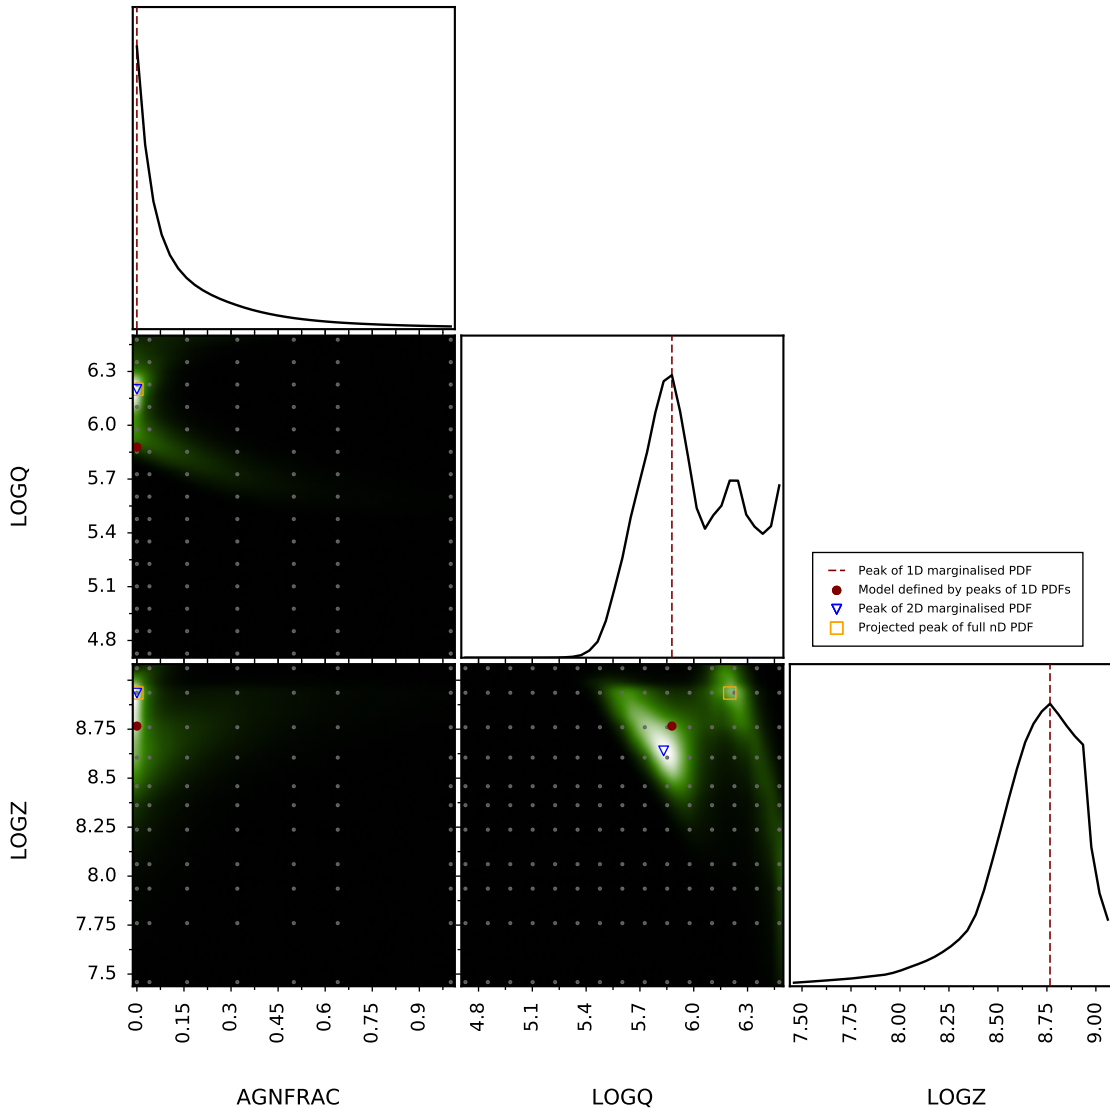 6.3
6.0
5.7
5.4
5.1
4.8
LOGQ
Peak of 1D marginalised PDF
Model defined by peaks of 1D PDFs
Peak of 2D marginalised PDF
Projected peak of full nD PDF
8.75
8.5
8.25
8.0
7.75
7.5
LOGZ
0.0 0.15 0.3 0.45 0.6 0.75 0.9
4.8 5.1 5.4 5.7 6.0 6.3
7.50 7.75 8.00 8.25 8.50 8.75 9.00
AGNFRAC LOGQ LOGZ